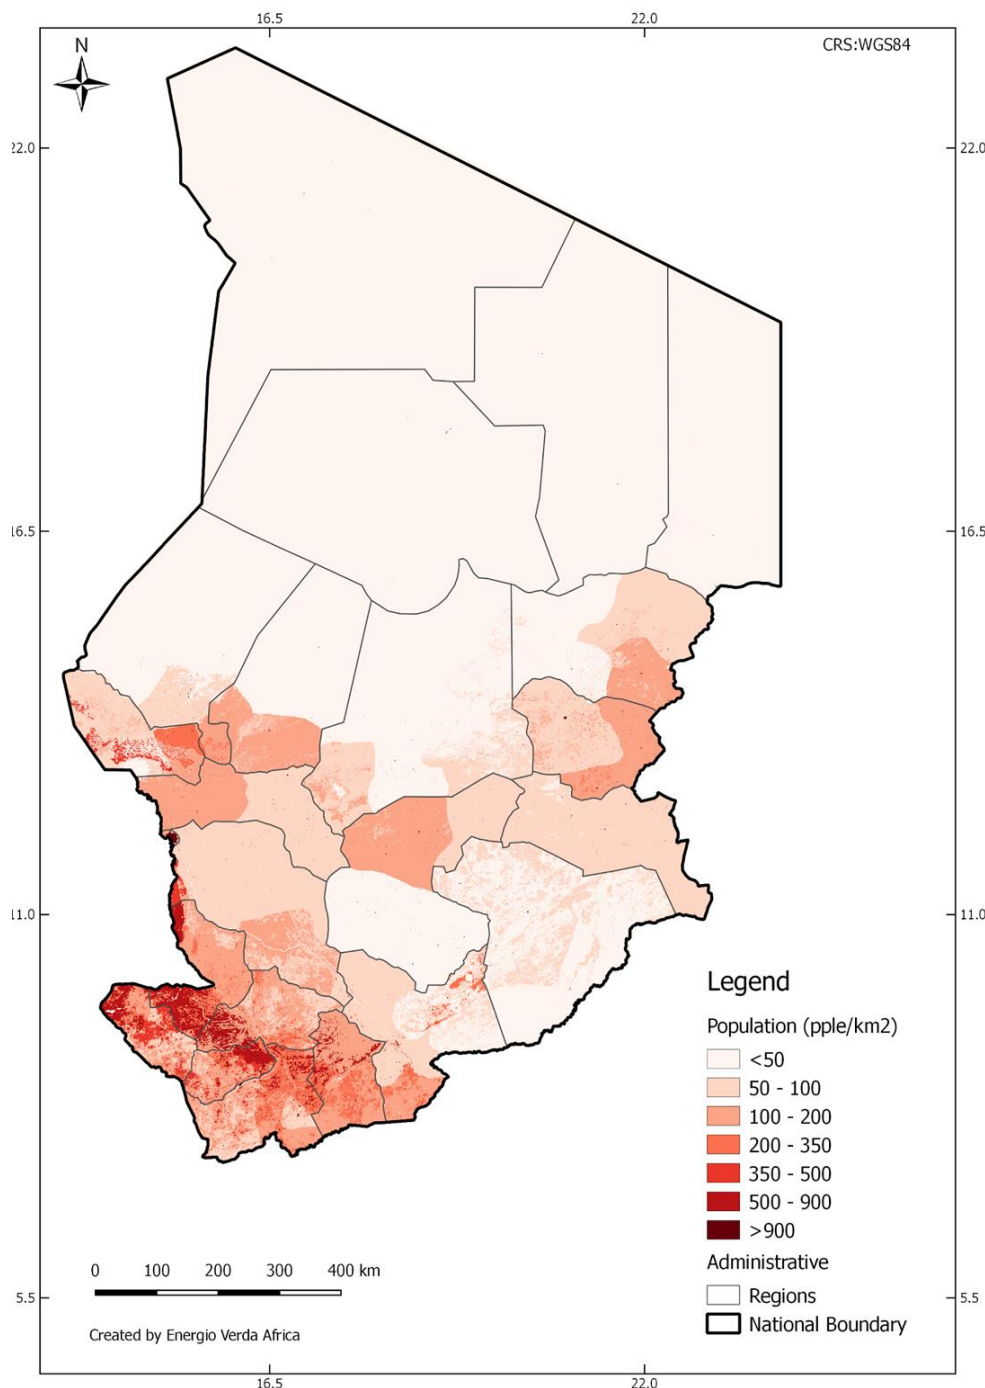 16.5 22.0
CRS:WGS84
N
22.0 22.0
16.5 16.5
11.0 11.0
Legend
Population (pple/km2)
<50
50 - 100
100 - 200
200 - 350
350 - 500
500 - 900
>900
Administrative
Regions
National Boundary
0 100 200 300 400 km
5.5 5.5
Created by Energio Verda Africa
16.5 22.0